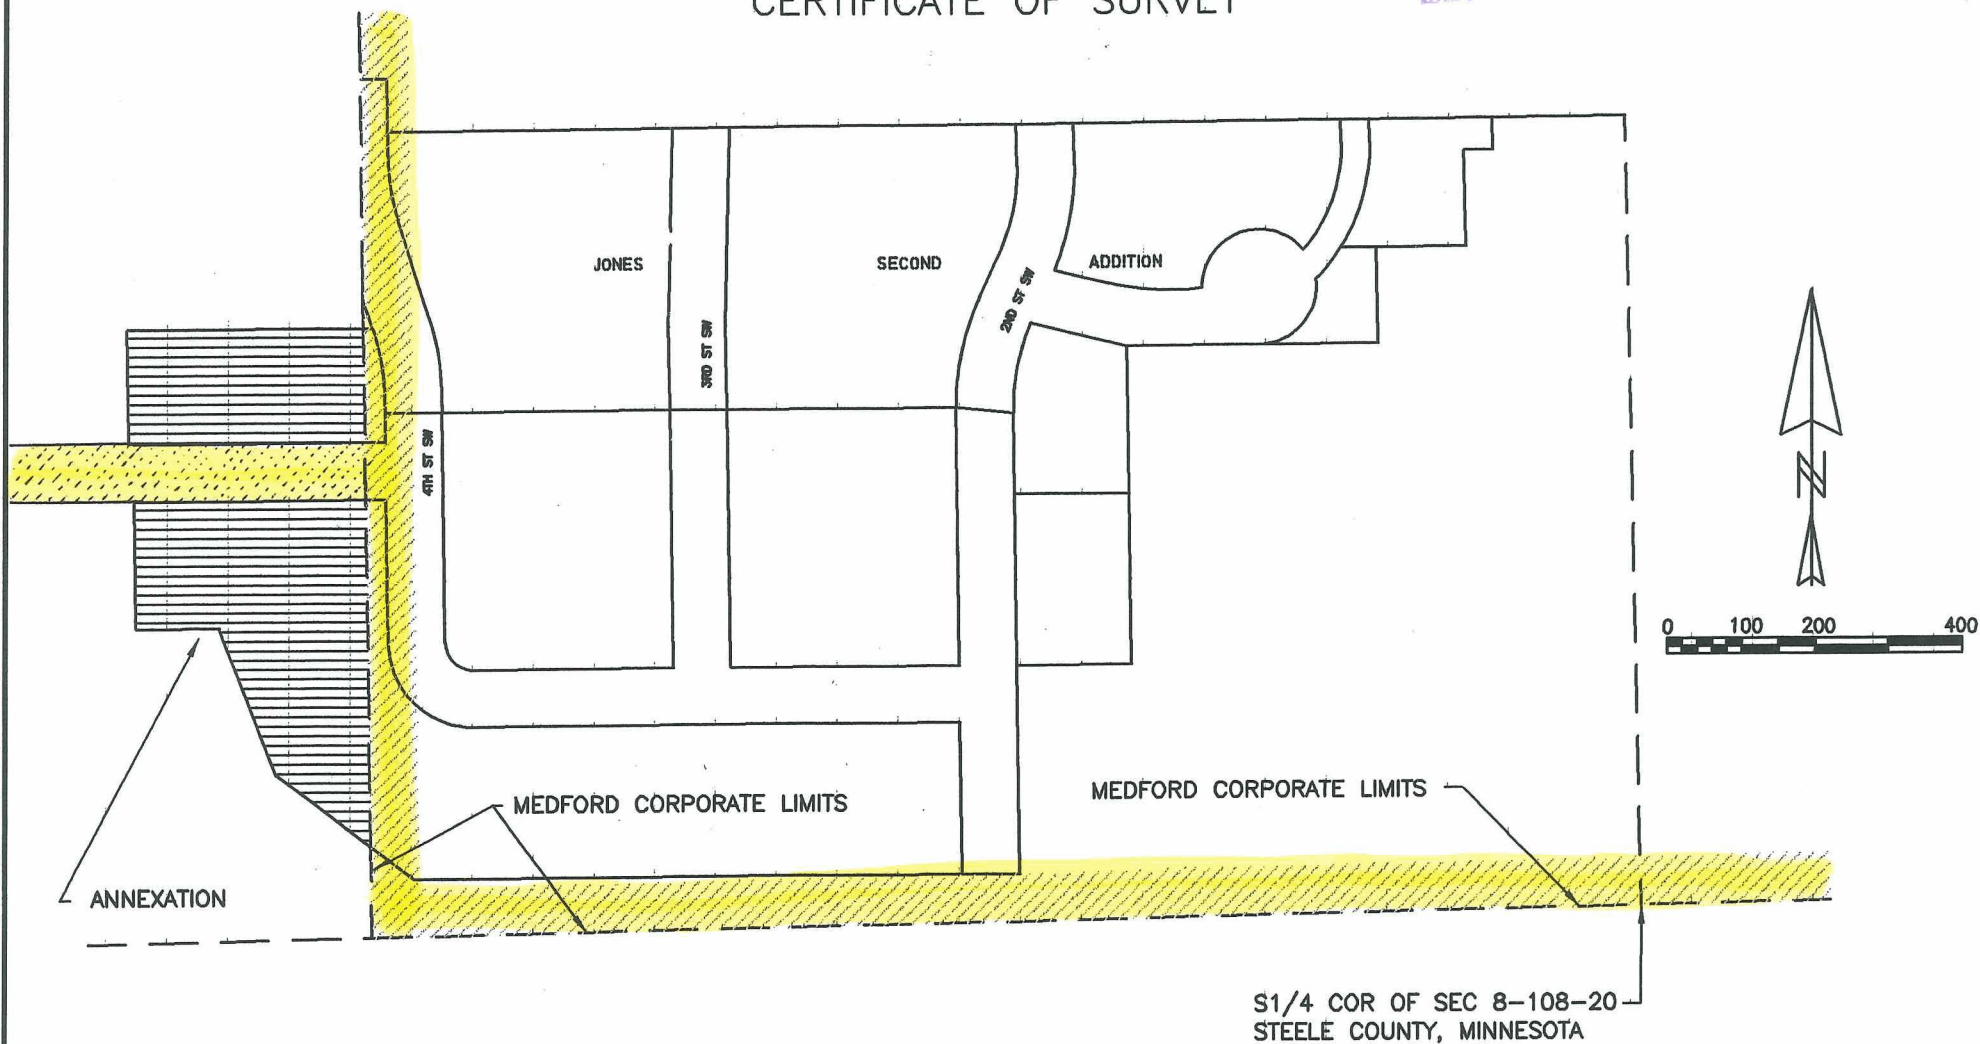 CERTIFICATE OF SURVEY
JONES
SECOND
ADDITION
2ND ST SW
3RD ST SW
4TH ST SW
N
0 100 200 400
MEDFORD CORPORATE LIMITS
MEDFORD CORPORATE LIMITS
ANNEXATION
S1/4 COR OF SEC 8-108-20
STEELE COUNTY, MINNESOTA